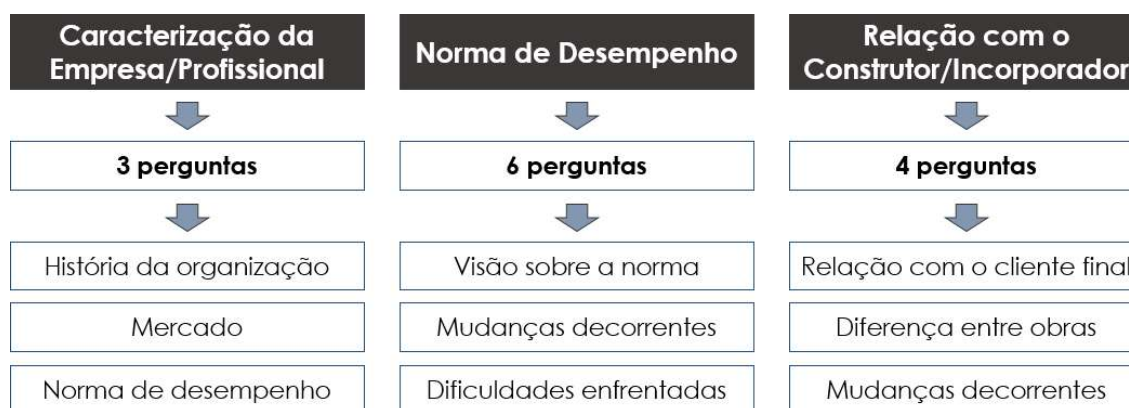 Caracterização da
Empresa/Profissional
3 perguntas
História da organização
Mercado
Norma de desempenho
Norma de Desempenho
6 perguntas
Visão sobre a norma
Mudanças decorrentes
Dificuldades enfrentadas
Relação com o
Construtor/Incorporador
4 perguntas
Relação com o cliente final
Diferença entre obras
Mudanças decorrentes